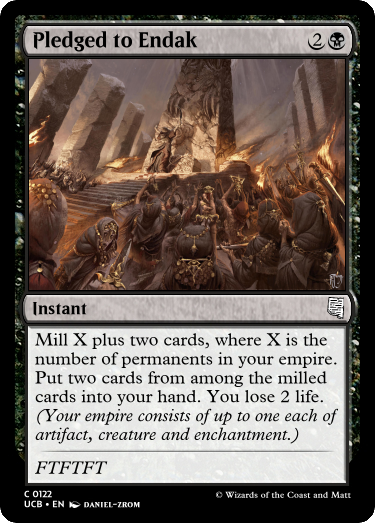 Pledged to Endak 2
Instant
Mill X plus two cards, where X is the
number of permanents in your empire.
Put two cards from among the milled
cards into your hand. You lose 2 life.
(Your empire consists of up to one each of
artifact, creature and enchantment.)
FTFTFT
C 0122
UCB • EN DANIEL-ZROM
© Wizards of the Coast and Matt